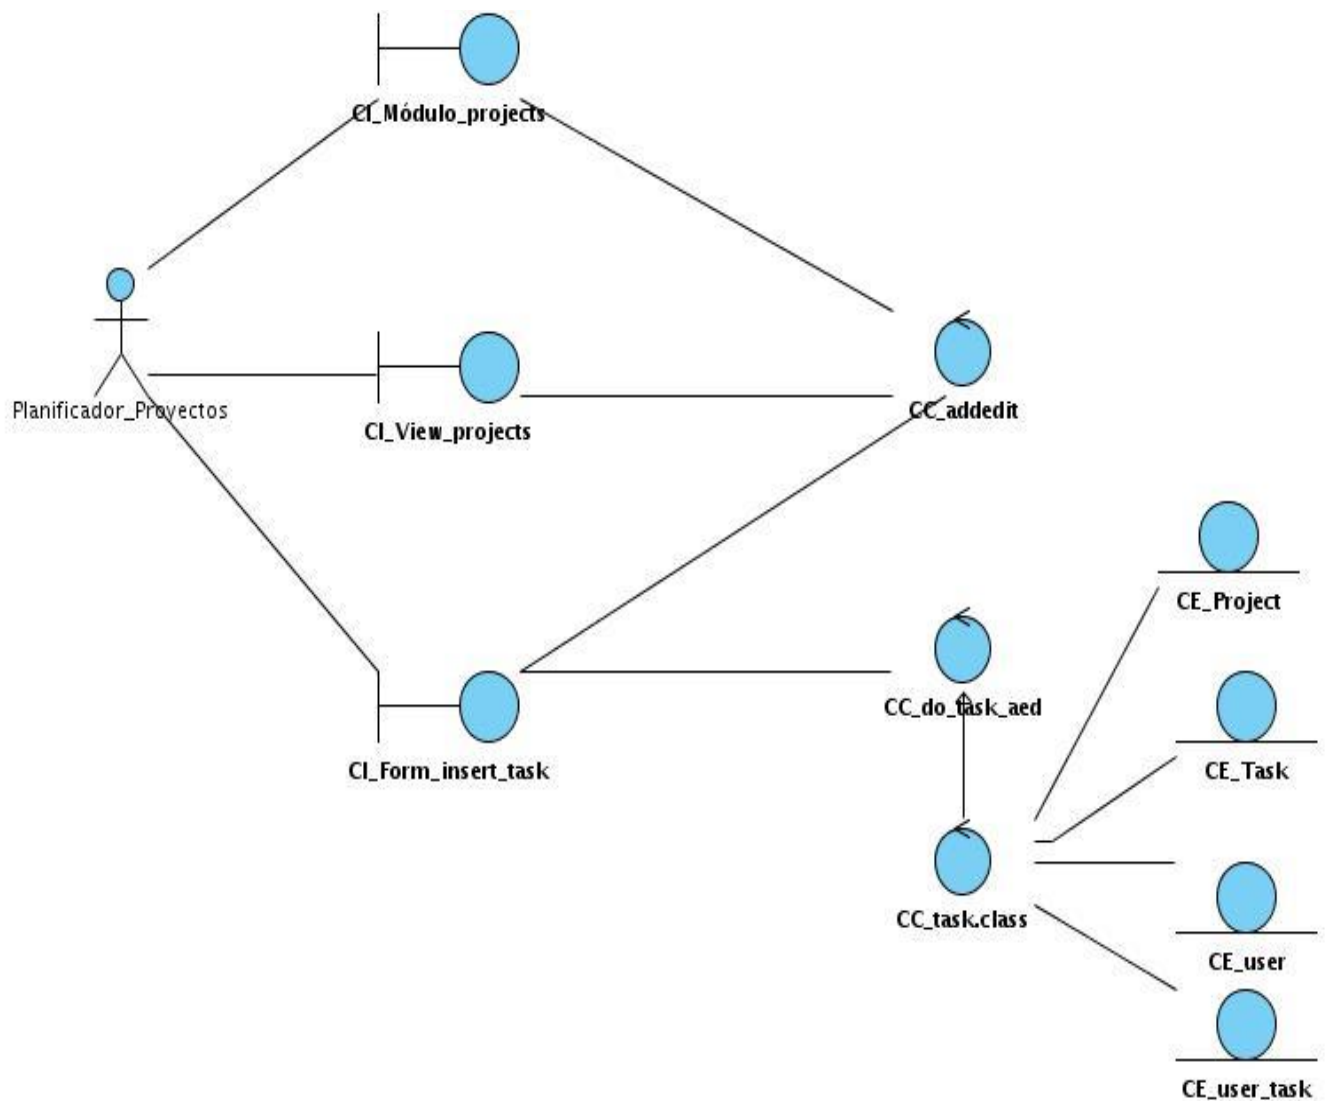 CI_Módulo_projects
Planificador_Proyectos
CI_View_projects
CC_addedit
CE_Project
CC_do_task_aed
CI_Form_insert_task
CE_Task
CC_task.class
CE_user
CE_user_task